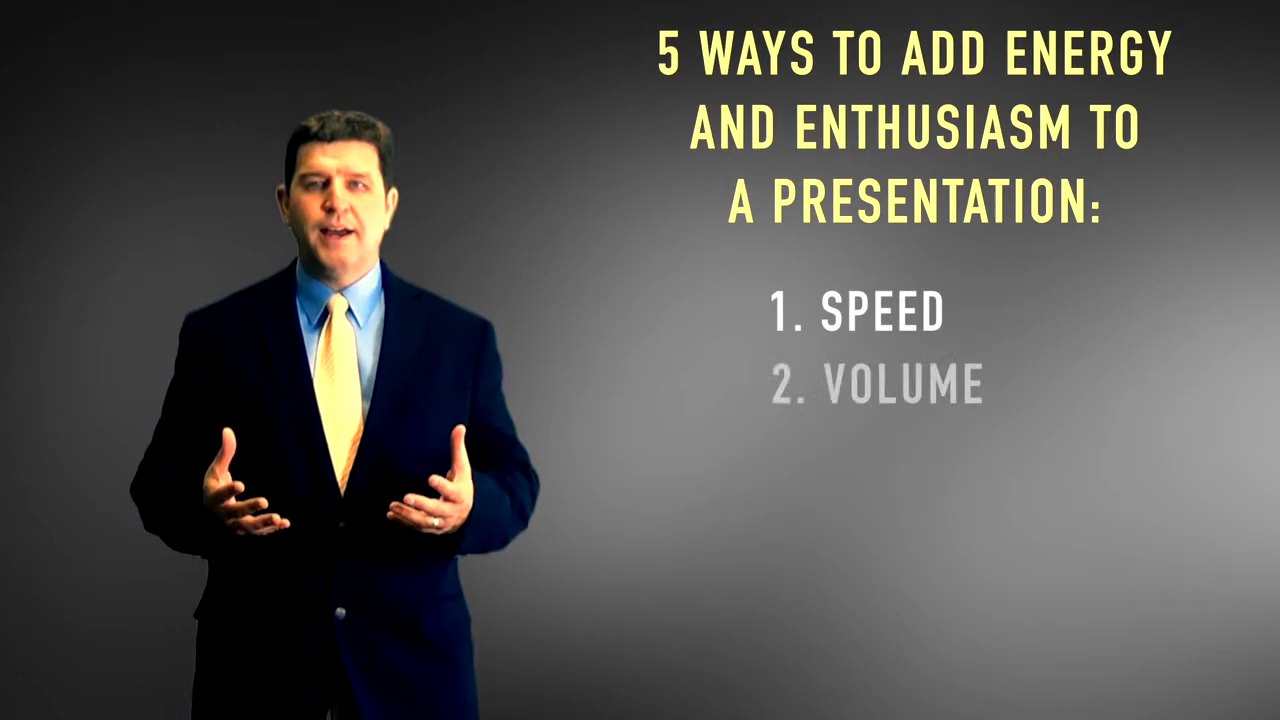 5 WAYS TO ADD ENERGY
AND ENTHUSIASM TO
A PRESENTATION:
1. SPEED
2. VOLUME